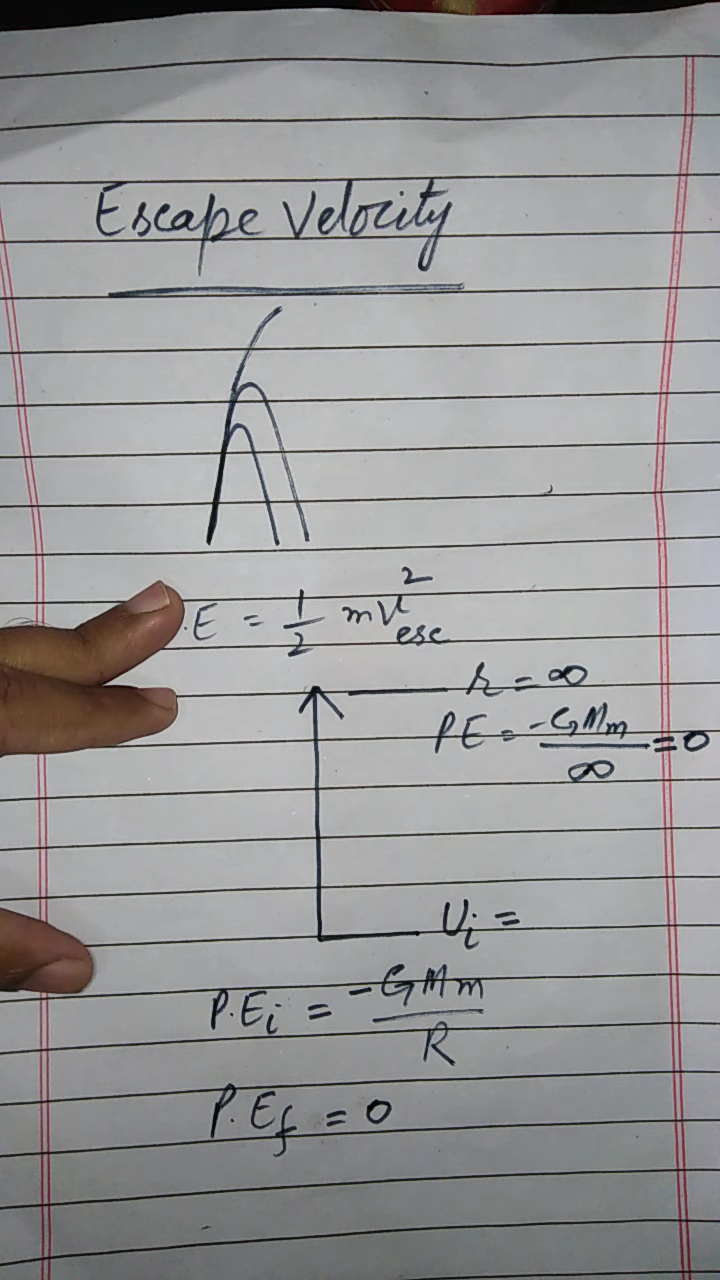 Escape Velocity
.E = 1/2 mv²esc
r = ∞
PE = -GMm/∞ = 0
Ui =
P.Ei = -GMm/R
P.Ef = 0